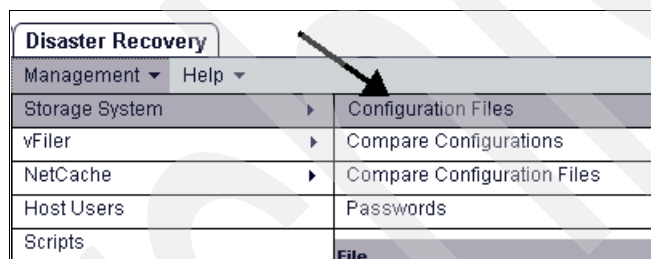 Disaster Recovery
Management Help
Storage System
Configuration Files
vFiler
Compare Configurations
NetCache
Compare Configuration Files
Host Users
Passwords
Scripts
File